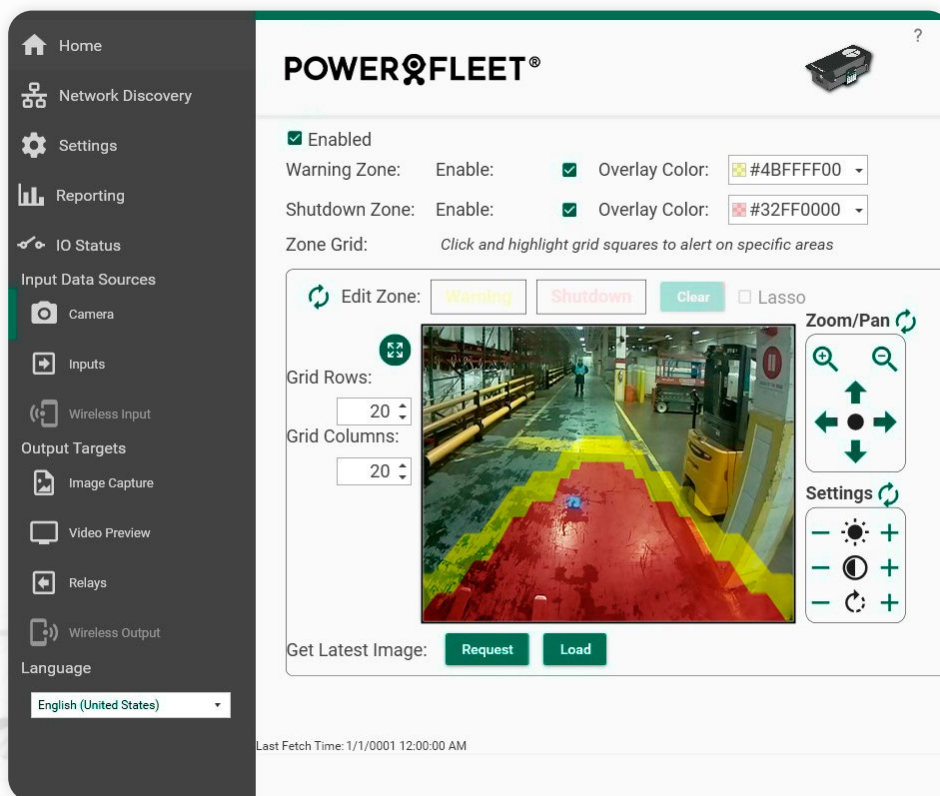 Home
Network Discovery
Settings
Reporting
IO Status
Input Data Sources
Camera
Inputs
Wireless Input
Output Targets
Image Capture
Video Preview
Relays
Wireless Output
Language
English (United States)
?
POWERFLEET®
Enabled
Warning Zone: Enable: Overlay Color: #4BFFFF00
Shutdown Zone: Enable: Overlay Color: #32FF0000
Zone Grid: Click and highlight grid squares to alert on specific areas
Edit Zone: Warning Shutdown Clear Lasso
Zoom/Pan
Grid Rows:
20
Grid Columns:
20
Settings
Get Latest Image: Request Load
Last Fetch Time: 1/1/0001 12:00:00 AM